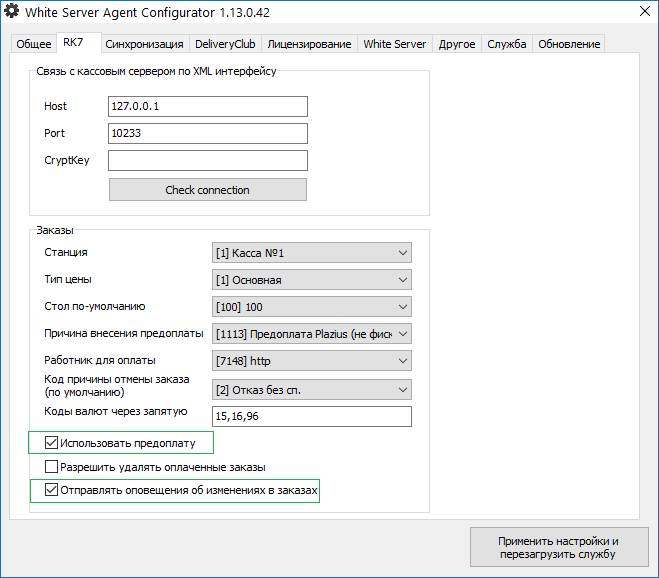 White Server Agent Configurator 1.13.0.42
Общее RK7 Синхронизация DeliveryClub Лицензирование White Server Другое Служба Обновление
Связь с кассовым сервером по XML интерфейсу
Host 127.0.0.1
Port 10233
CryptKey
Check connection
Заказы
Станция [1] Касса №1
Тип цены [1] Основная
Стол по-умолчанию [100] 100
Причина внесения предоплаты [1113] Предоплата Plazius (не фиск
Работник для оплаты [7148] http
Код причины отмены заказа
(по умолчанию) [2] Отказ без сп.
Коды валют через запятую 15,16,96
Использовать предоплату
Разрешить удалять оплаченные заказы
Отправлять оповещения об изменениях в заказах
Применить настройки и
перезагрузить службу